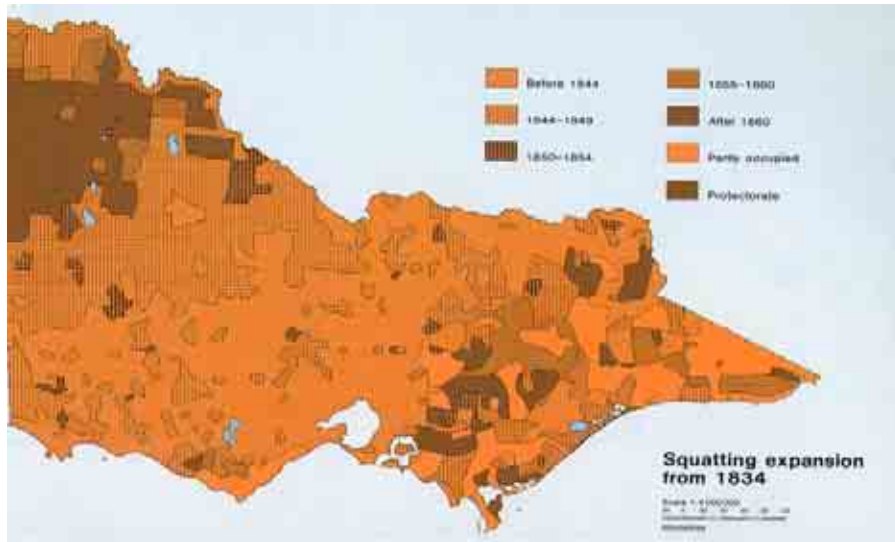 Before 1844
1844–1849
1850–1854
1855–1860
After 1860
Partly occupied
Protectorate
Squatting expansion
from 1834